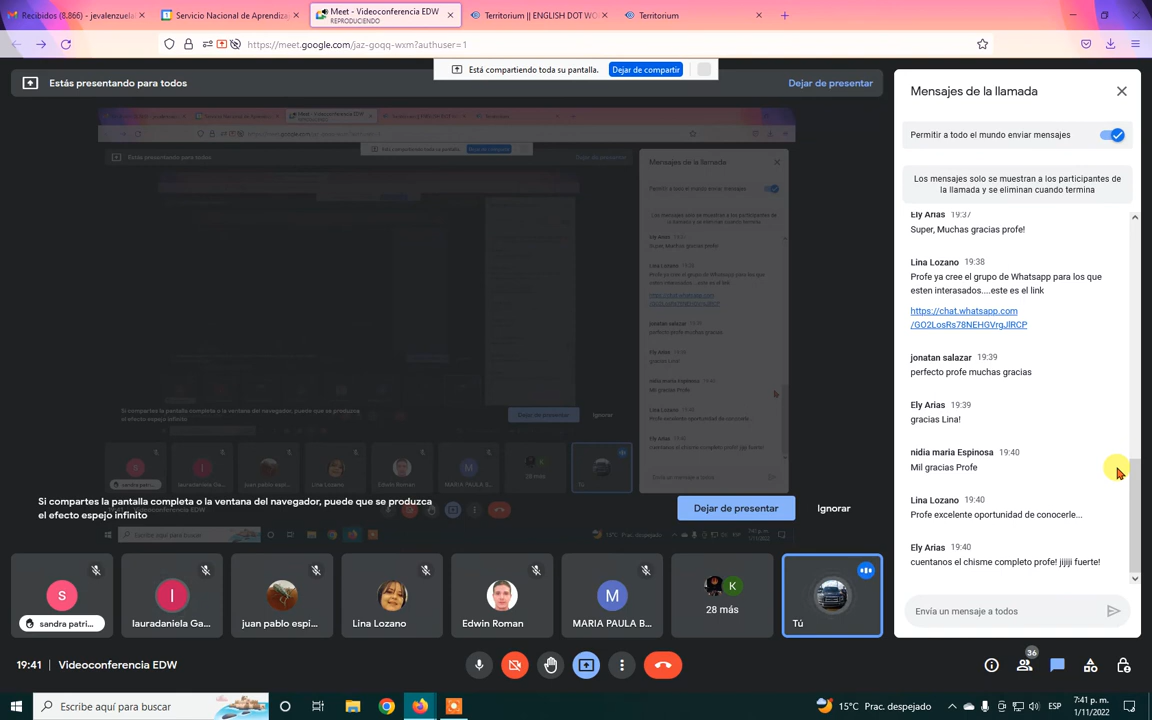 Recibidos (8.866) - jevalenzuela
Servicio Nacional de Aprendizaj
Meet - Videoconferencia EDW
REPRODUCIENDO
Territorium || ENGLISH DOT WO
Territorium
https://meet.google.com/jaz-goqq-wxm?authuser=1
Está compartiendo toda su pantalla.
Dejar de compartir
Estás presentando para todos
Dejar de presentar
Mensajes de la llamada
Permitir a todo el mundo enviar mensajes
Los mensajes solo se muestran a los participantes de
la llamada y se eliminan cuando termina
Ely Arias 19:37
Super, Muchas gracias profe!
Lina Lozano 19:38
Profe ya cree el grupo de Whatsapp para los que
esten interasados....este es el link
https://chat.whatsapp.com
/GO2LosRs78NEHGVrgJlRCP
jonatan salazar 19:39
perfecto profe muchas gracias
Ely Arias 19:39
gracias Lina!
nidia maria Espinosa 19:40
Mil gracias Profe
Lina Lozano 19:40
Profe excelente oportunidad de conocerle...
Ely Arias 19:40
cuentanos el chisme completo profe! jijiji fuerte!
Envía un mensaje a todos
Si compartes la pantalla completa o la ventana del navegador, puede que se produzca
el efecto espejo infinito
Dejar de presentar
Ignorar
s
sandra patri...
l
lauradaniela Ga...
juan pablo espi...
Lina Lozano
Edwin Roman
M
MARIA PAULA B...
K
28 más
Tú
19:41 Videoconferencia EDW
36
Escribe aquí para buscar
15°C Prac. despejado
ESP
7:41 p. m.
1/11/2022